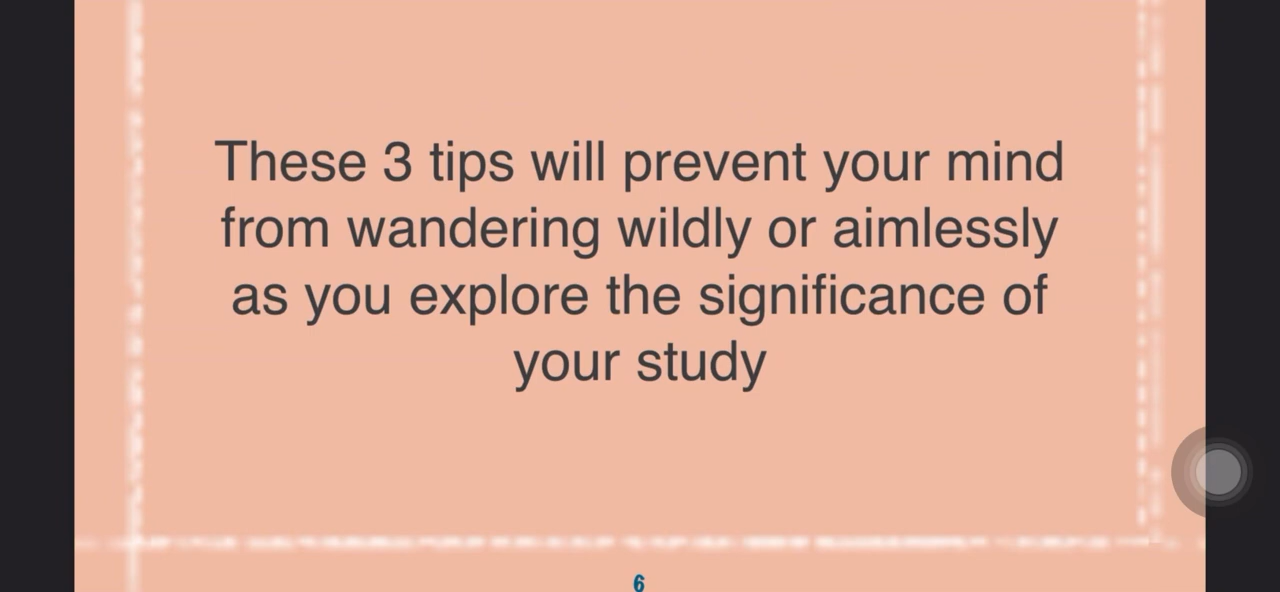 These 3 tips will prevent your mind
from wandering wildly or aimlessly
as you explore the significance of
your study
6